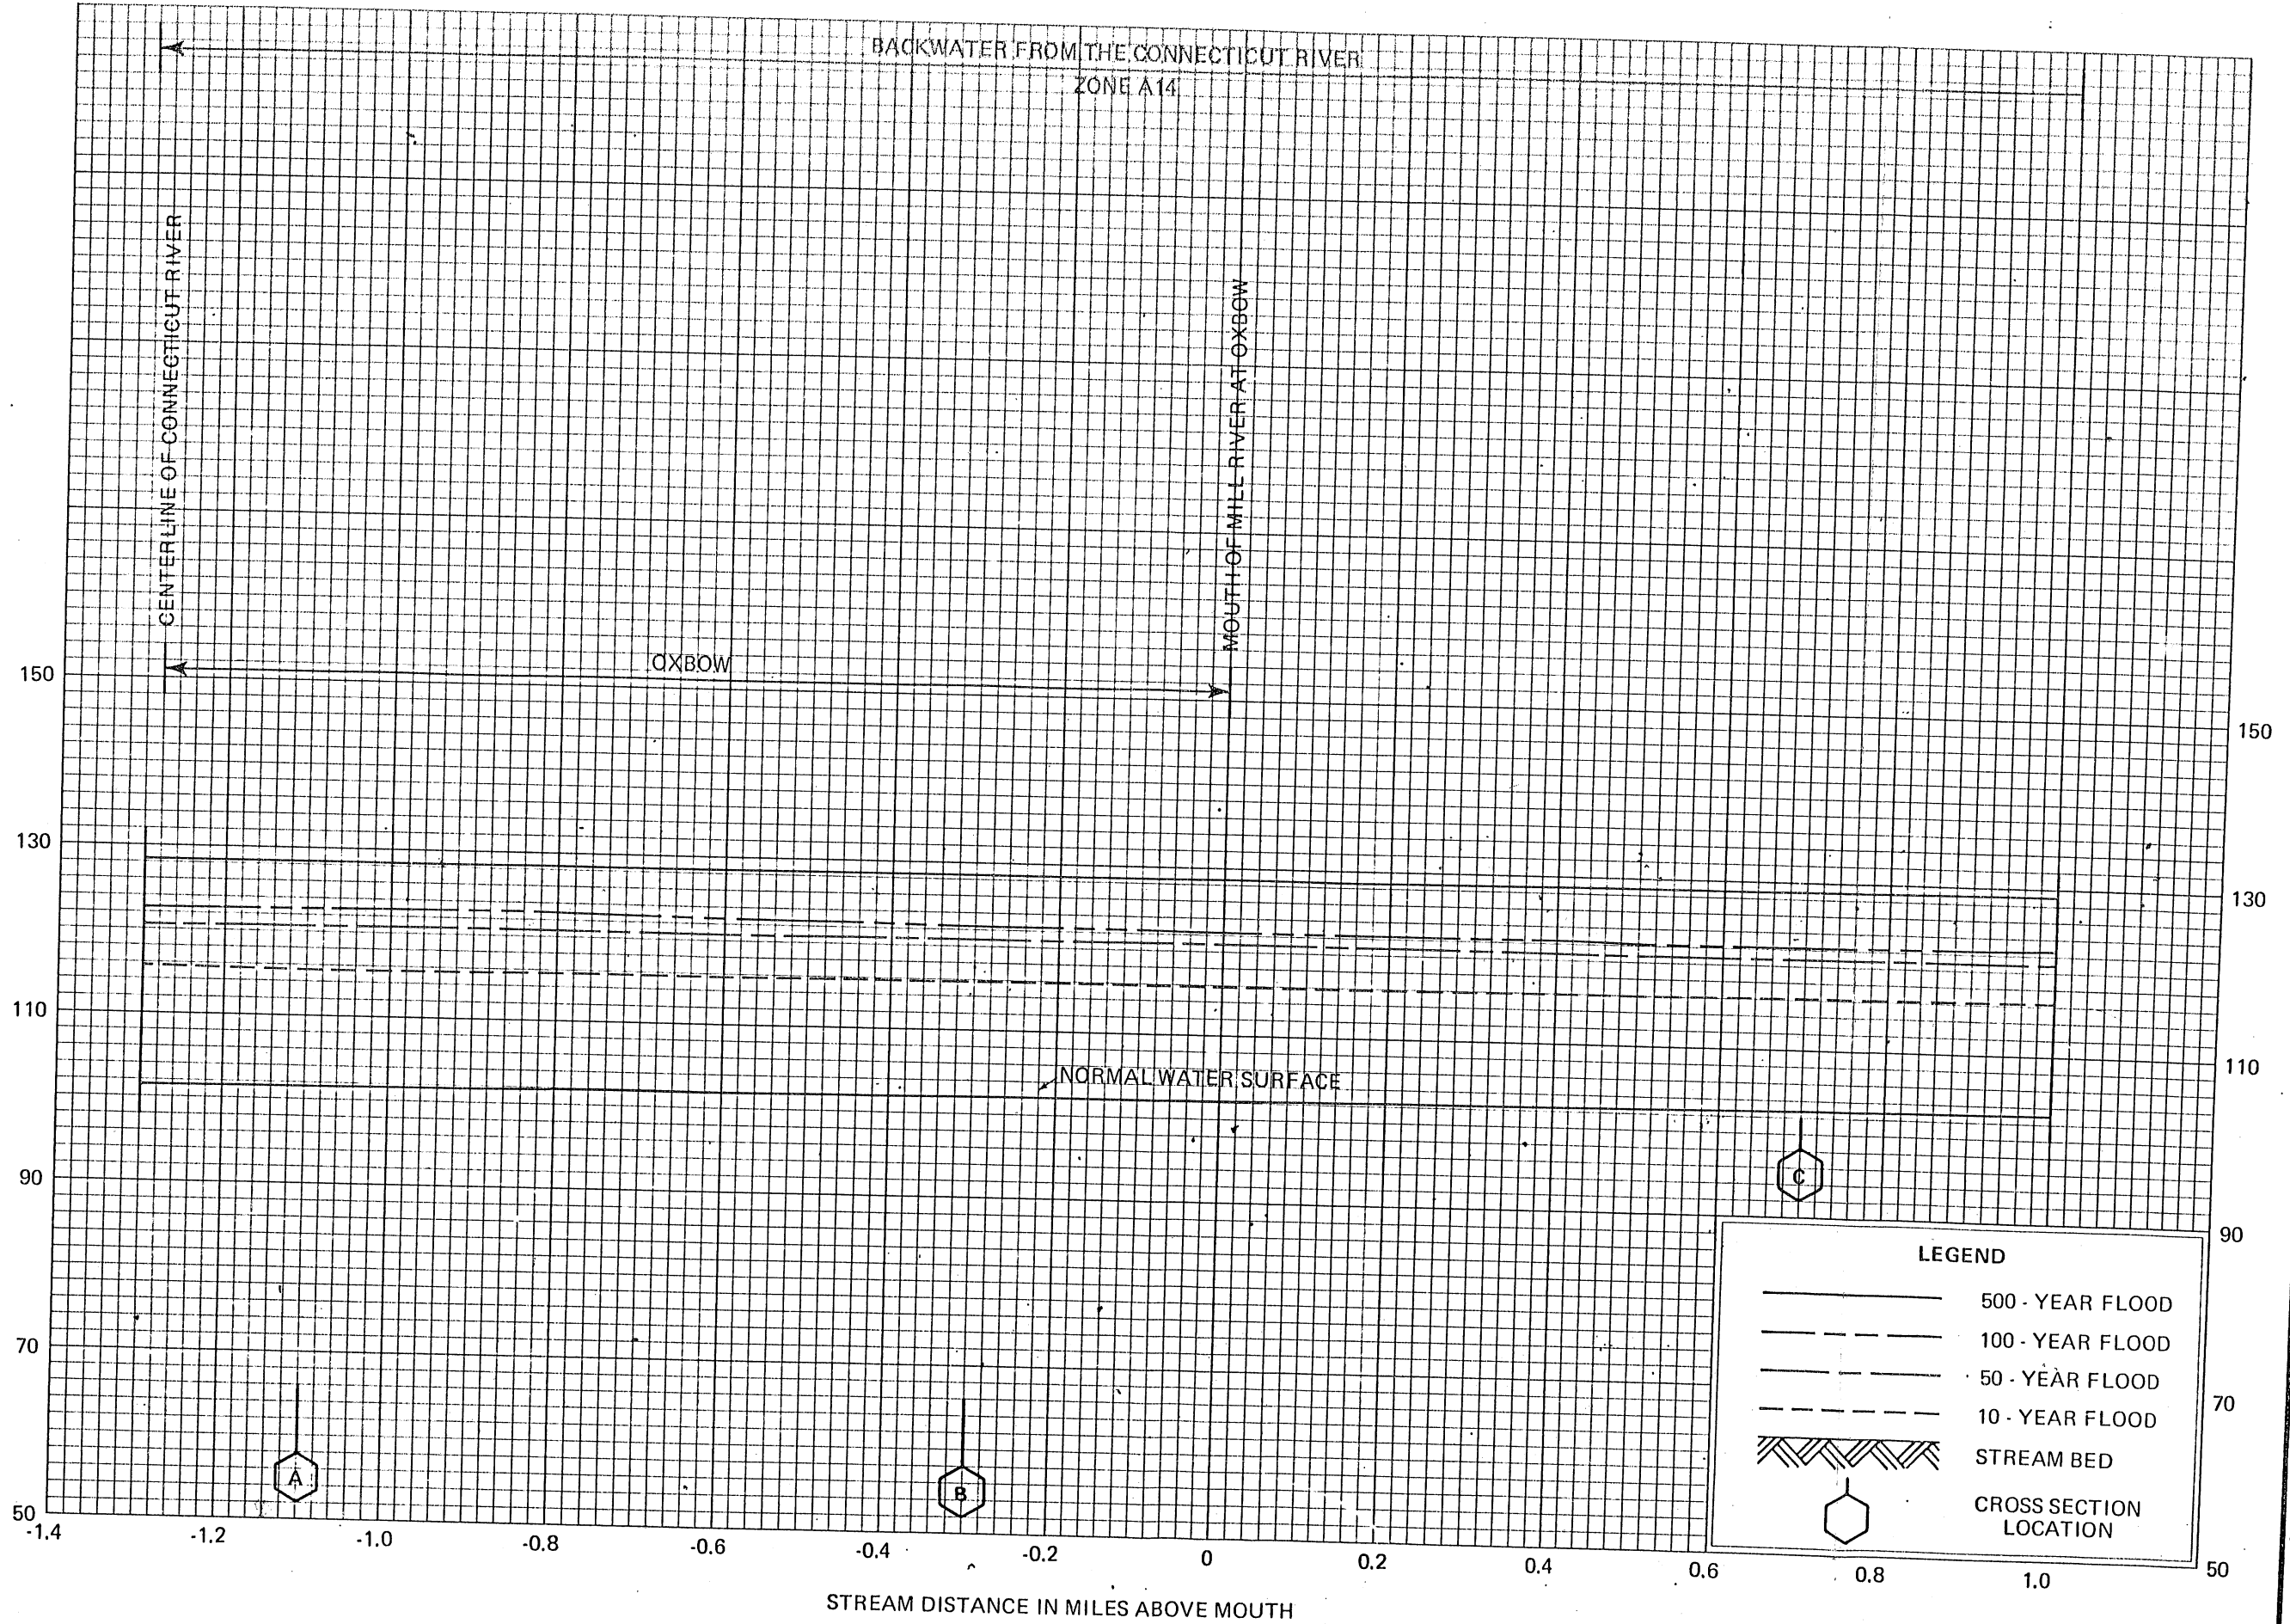 BACKWATER FROM THE CONNECTICUT RIVER
ZONE A14
CENTERLINE OF CONNECTICUT RIVER
MOUTH OF MILL RIVER AT OXBOW
OXBOW
150
150
130
130
110
110
NORMAL WATER SURFACE
90
C
90
LEGEND
500 - YEAR FLOOD
100 - YEAR FLOOD
50 - YEAR FLOOD
10 - YEAR FLOOD
STREAM BED
CROSS SECTION
LOCATION
70
70
A
B
50
50
-1.4 -1.2 -1.0 -0.8 -0.6 -0.4 -0.2 0 0.2 0.4 0.6 0.8 1.0
STREAM DISTANCE IN MILES ABOVE MOUTH